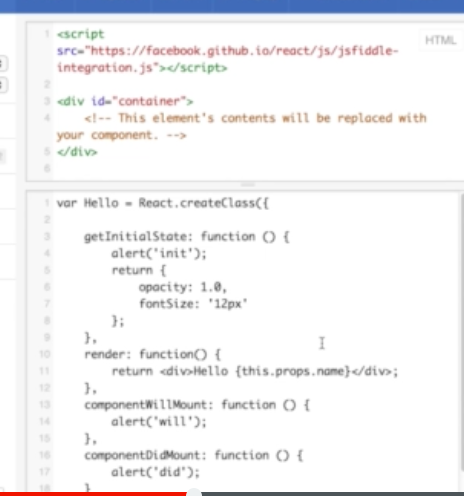 HTML
1 <script
src="https://facebook.github.io/react/js/jsfiddle-
integration.js"></script>
2
3 <div id="container">
4 <!-- This element's contents will be replaced with
your component. -->
5 </div>
6
1 var Hello = React.createClass({
2
3 getInitialState: function () {
4 alert('init');
5 return {
6 opacity: 1.0,
7 fontSize: '12px'
8 };
9 },
10 render: function() {
11 return <div>Hello {this.props.name}</div>;
12 },
13 componentWillMount: function () {
14 alert('will');
15 },
16 componentDidMount: function () {
17 alert('did');
18 }